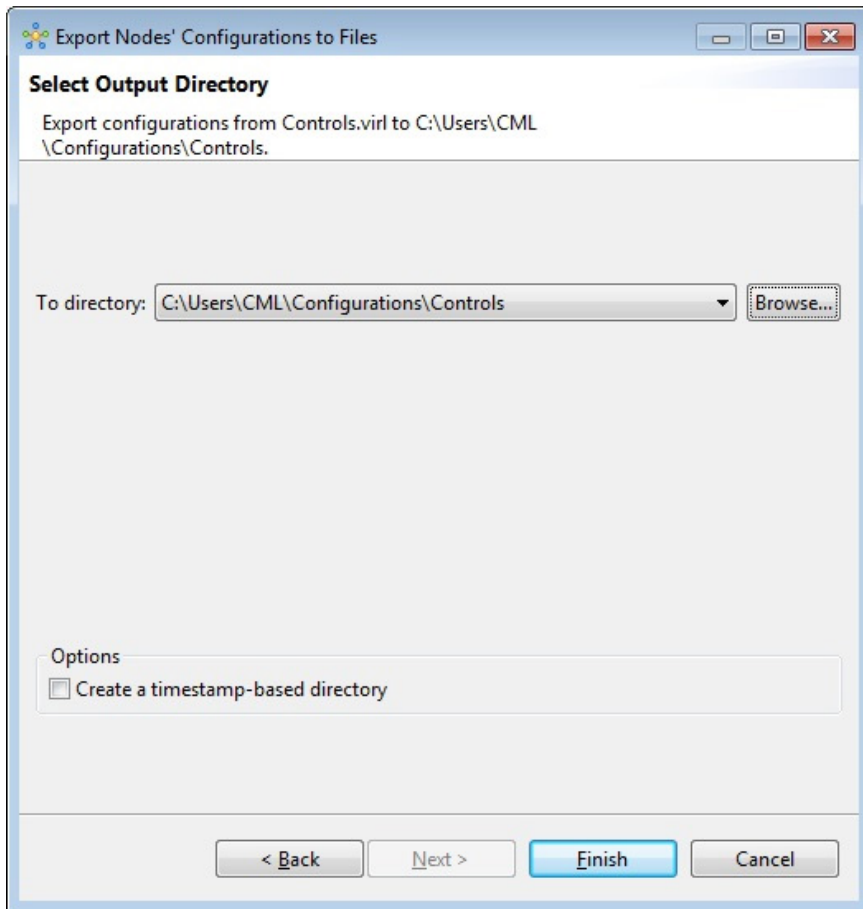 Export Nodes' Configurations to Files
Select Output Directory
Export configurations from Controls.virl to C:\Users\CML
\Configurations\Controls.
To directory: C:\Users\CML\Configurations\Controls Browse...
Options
Create a timestamp-based directory
< Back Next > Finish Cancel